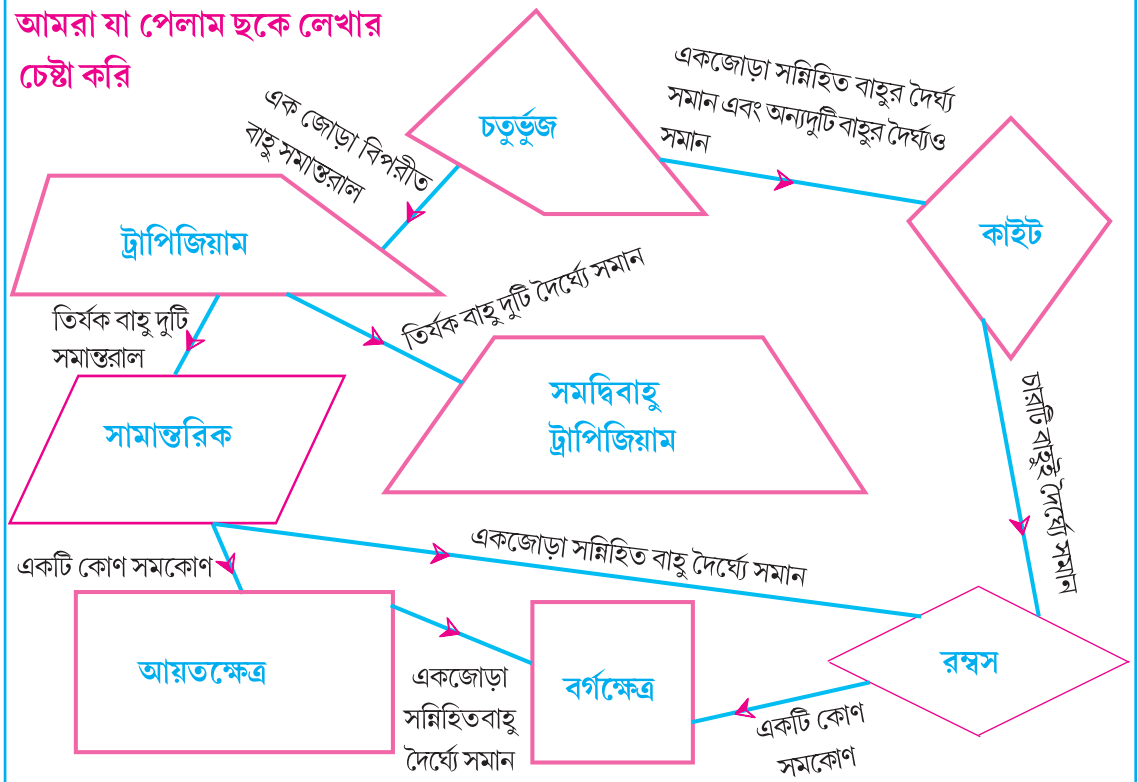 আমরা যা পেলাম ছকে লেখার
চেষ্টা করি
চতুর্ভুজ
একজোড়া সন্নিহিত বাহুর দৈর্ঘ্য
সমান এবং অন্যদুটি বাহুর দৈর্ঘ্যও
সমান
এক জোড়া বিপরীত
বাহু সমান্তরাল
ট্রাপিজিয়াম
কাইট
তির্যক বাহু দুটি
সমান্তরাল
তির্যক বাহু দুটি দৈর্ঘ্যে সমান
সমদ্বিবাহু
ট্রাপিজিয়াম
সামান্তরিক
চারটি বাহুই দৈর্ঘ্যে সমান
একটি কোণ সমকোণ
একজোড়া সন্নিহিত বাহু দৈর্ঘ্যে সমান
আয়তক্ষেত্র
একজোড়া
সন্নিহিতবাহু
দৈর্ঘ্যে সমান
বর্গক্ষেত্র
রম্বস
একটি কোণ
সমকোণ